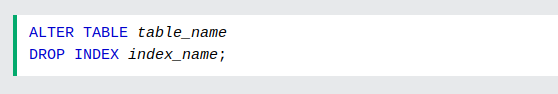 ALTER TABLE table_name
DROP INDEX index_name;